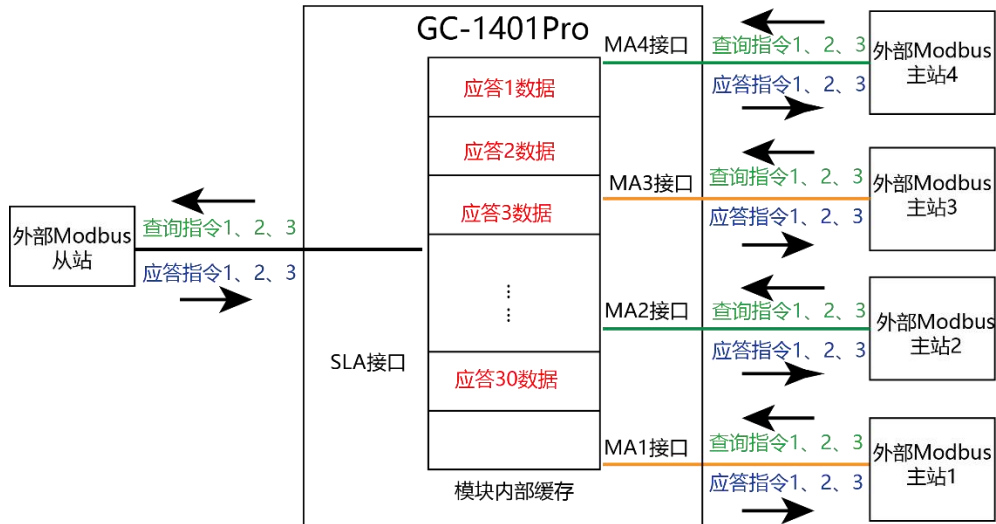 GC-1401Pro
外部Modbus
从站
查询指令1、2、3
应答指令1、2、3
SLA接口
应答1数据
应答2数据
应答3数据
⋮
⋮
应答30数据
模块内部缓存
MA4接口
查询指令1、2、3
应答指令1、2、3
外部Modbus
主站4
MA3接口
查询指令1、2、3
应答指令1、2、3
外部Modbus
主站3
MA2接口
查询指令1、2、3
应答指令1、2、3
外部Modbus
主站2
MA1接口
查询指令1、2、3
应答指令1、2、3
外部Modbus
主站1